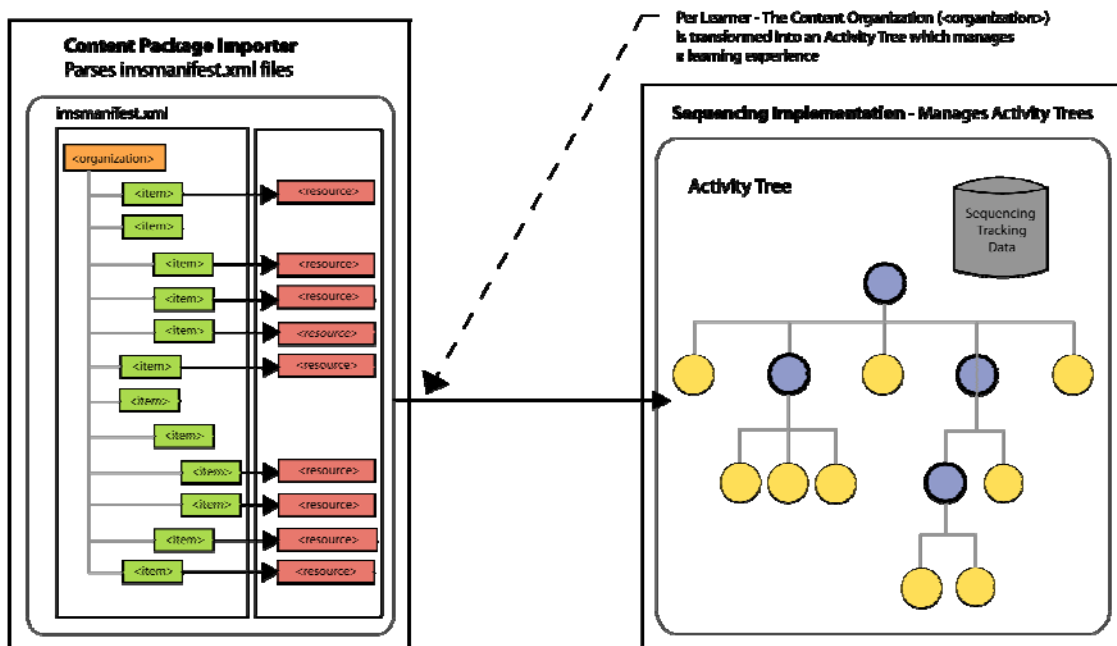 Per Learner - The Content Organization (<organization>)
is transformed into an Activity Tree which manages
a learning experience
Content Package Importer
Parses imsmanifest.xml files
imsmanifest.xml
<organization>
<item>
<resource>
<item>
<item>
<resource>
<item>
<resource>
<item>
<resource>
<item>
<resource>
<item>
<item>
<item>
<resource>
<item>
<resource>
<item>
<resource>
<item>
<resource>
Sequencing Implementation - Manages Activity Trees
Activity Tree
Sequencing
Tracking
Data